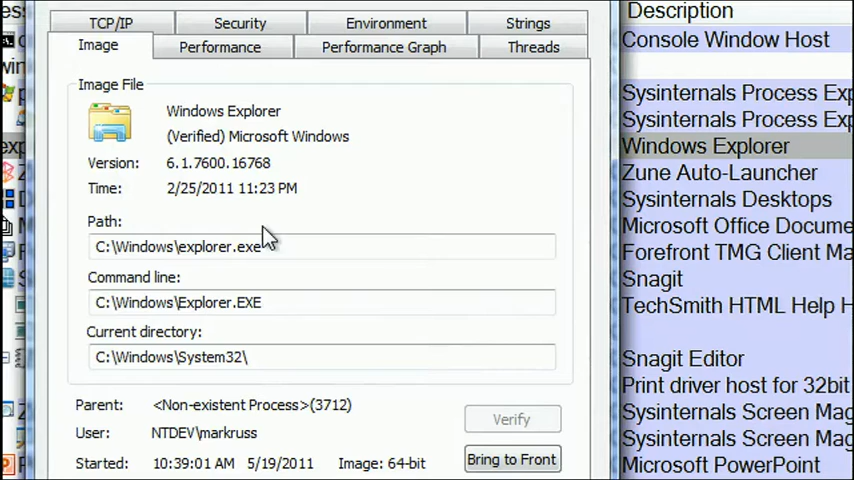 TCP/IP Security Environment Strings
Image Performance Performance Graph Threads
Image File
Windows Explorer
(Verified) Microsoft Windows
Version: 6.1.7600.16768
Time: 2/25/2011 11:23 PM
Path:
C:\Windows\explorer.exe
Command line:
C:\Windows\Explorer.EXE
Current directory:
C:\Windows\System32\
Parent: <Non-existent Process>(3712)
User: NTDEV\markruss
Verify
Started: 10:39:01 AM 5/19/2011 Image: 64-bit
Bring to Front
Description
Console Window Host
Sysinternals Process Exp
Sysinternals Process Exp
Windows Explorer
Zune Auto-Launcher
Sysinternals Desktops
Microsoft Office Docume
Forefront TMG Client Ma
Snagit
TechSmith HTML Help H
Snagit Editor
Print driver host for 32bit
Sysinternals Screen Mag
Sysinternals Screen Mag
Microsoft PowerPoint